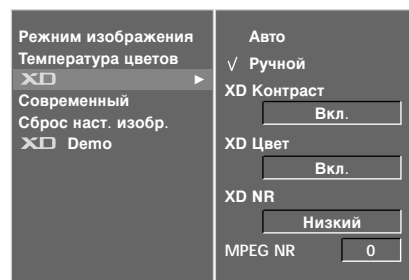 Режним изображения
Температура цветов
XD
Современный
Сброс наст. изобр.
XD Demo
Авто
√ Ручной
XD Контраст
Вкл.
XD Цвет
Вкл.
XD NR
Низкий
MPEG NR 0